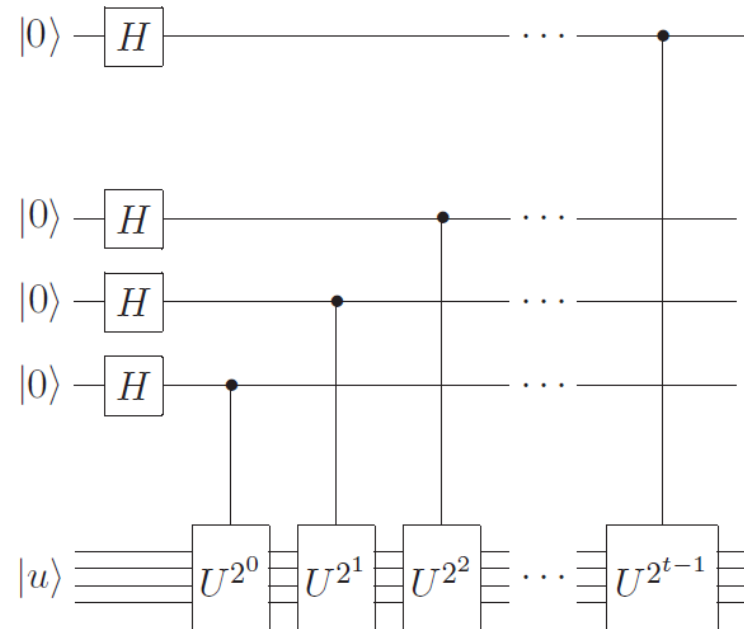 |0⟩ H ···
|0⟩ H ···
|0⟩ H ···
|0⟩ H ···
|u⟩ U^{2^0} U^{2^1} U^{2^2} ··· U^{2^{t−1}}